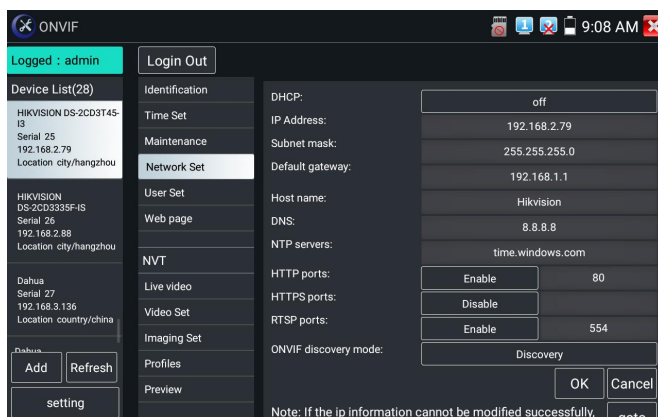 ONVIF
1
9:08 AM
Logged : admin
Login Out
Device List(28)
HIKVISION DS-2CD3T45-
I3
Serial 25
192.168.2.79
Location city/hangzhou
HIKVISION
DS-2CD3335F-IS
Serial 26
192.168.2.88
Location city/hangzhou
Dahua
Serial 27
192.168.3.136
Location country/china
Dahua
Add
Refresh
setting
Identification
Time Set
Maintenance
Network Set
User Set
Web page
NVT
Live video
Video Set
Imaging Set
Profiles
Preview
DHCP: off
IP Address: 192.168.2.79
Subnet mask: 255.255.255.0
Default gateway: 192.168.1.1
Host name: Hikvision
DNS: 8.8.8.8
NTP servers: time.windows.com
HTTP ports: Enable 80
HTTPS ports: Disable
RTSP ports: Enable 554
ONVIF discovery mode: Discovery
OK
Cancel
Note: If the ip information cannot be modified successfully,